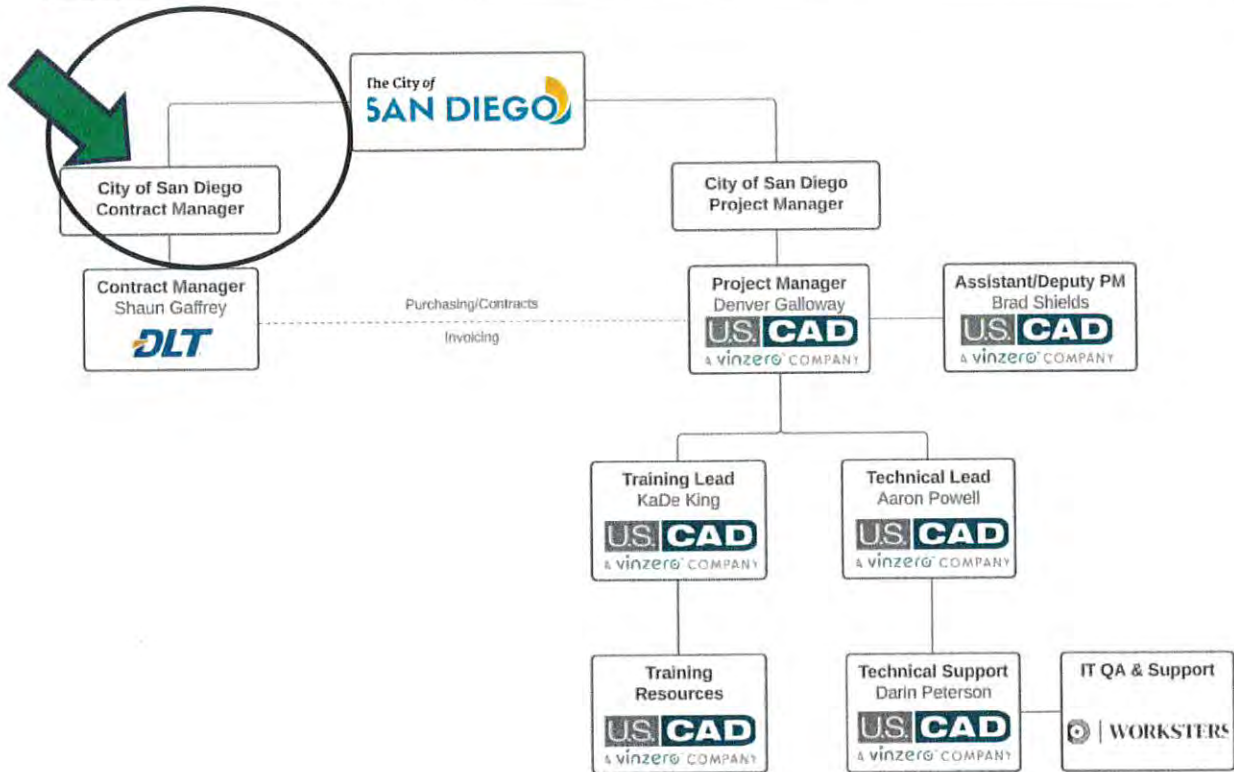 The City of
SAN DIEGO
City of San Diego
Contract Manager
City of San Diego
Project Manager
Contract Manager
Shaun Gaffrey
DLT
Purchasing/Contracts
Invoicing
Project Manager
Denver Galloway
U.S. CAD
A vinzero COMPANY
Assistant/Deputy PM
Brad Shields
U.S. CAD
A vinzero COMPANY
Training Lead
KaDe King
U.S. CAD
A vinzero COMPANY
Technical Lead
Aaron Powell
U.S. CAD
A vinzero COMPANY
Training
Resources
U.S. CAD
A vinzero COMPANY
Technical Support
Darin Peterson
U.S. CAD
A vinzero COMPANY
IT QA & Support
WORKSTERS